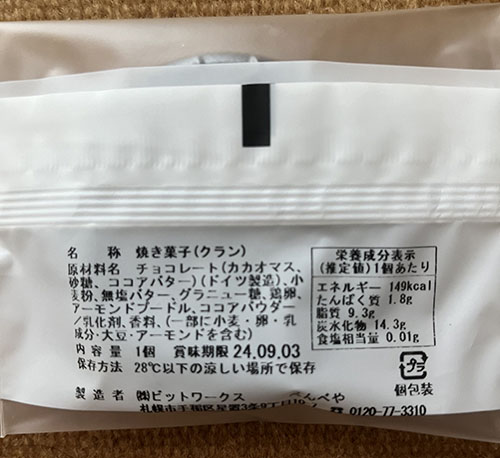 名　称　焼き菓子(クラン)
原材料名　チョコレート(カカオマス、
砂糖、ココアバター)(ドイツ製造)、小
麦粉、無塩バター、グラニュー糖、鶏卵、
アーモンドプードル、ココアパウダー
/乳化剤、香料、(一部に小麦・卵・乳
成分・大豆・アーモンドを含む)
内容量　1個　賞味期限 24.09.03
保存方法　28℃以下の涼しい場所で保存
製造者　㈱ビットワークス　ぺんぺや
☎ 0120-77-3310
栄養成分表示
(推定値)1個あたり
エネルギー 149kcal
たんぱく質 1.8g
脂質 9.3g
炭水化物 14.3g
食塩相当量 0.01g
プラ
個包装